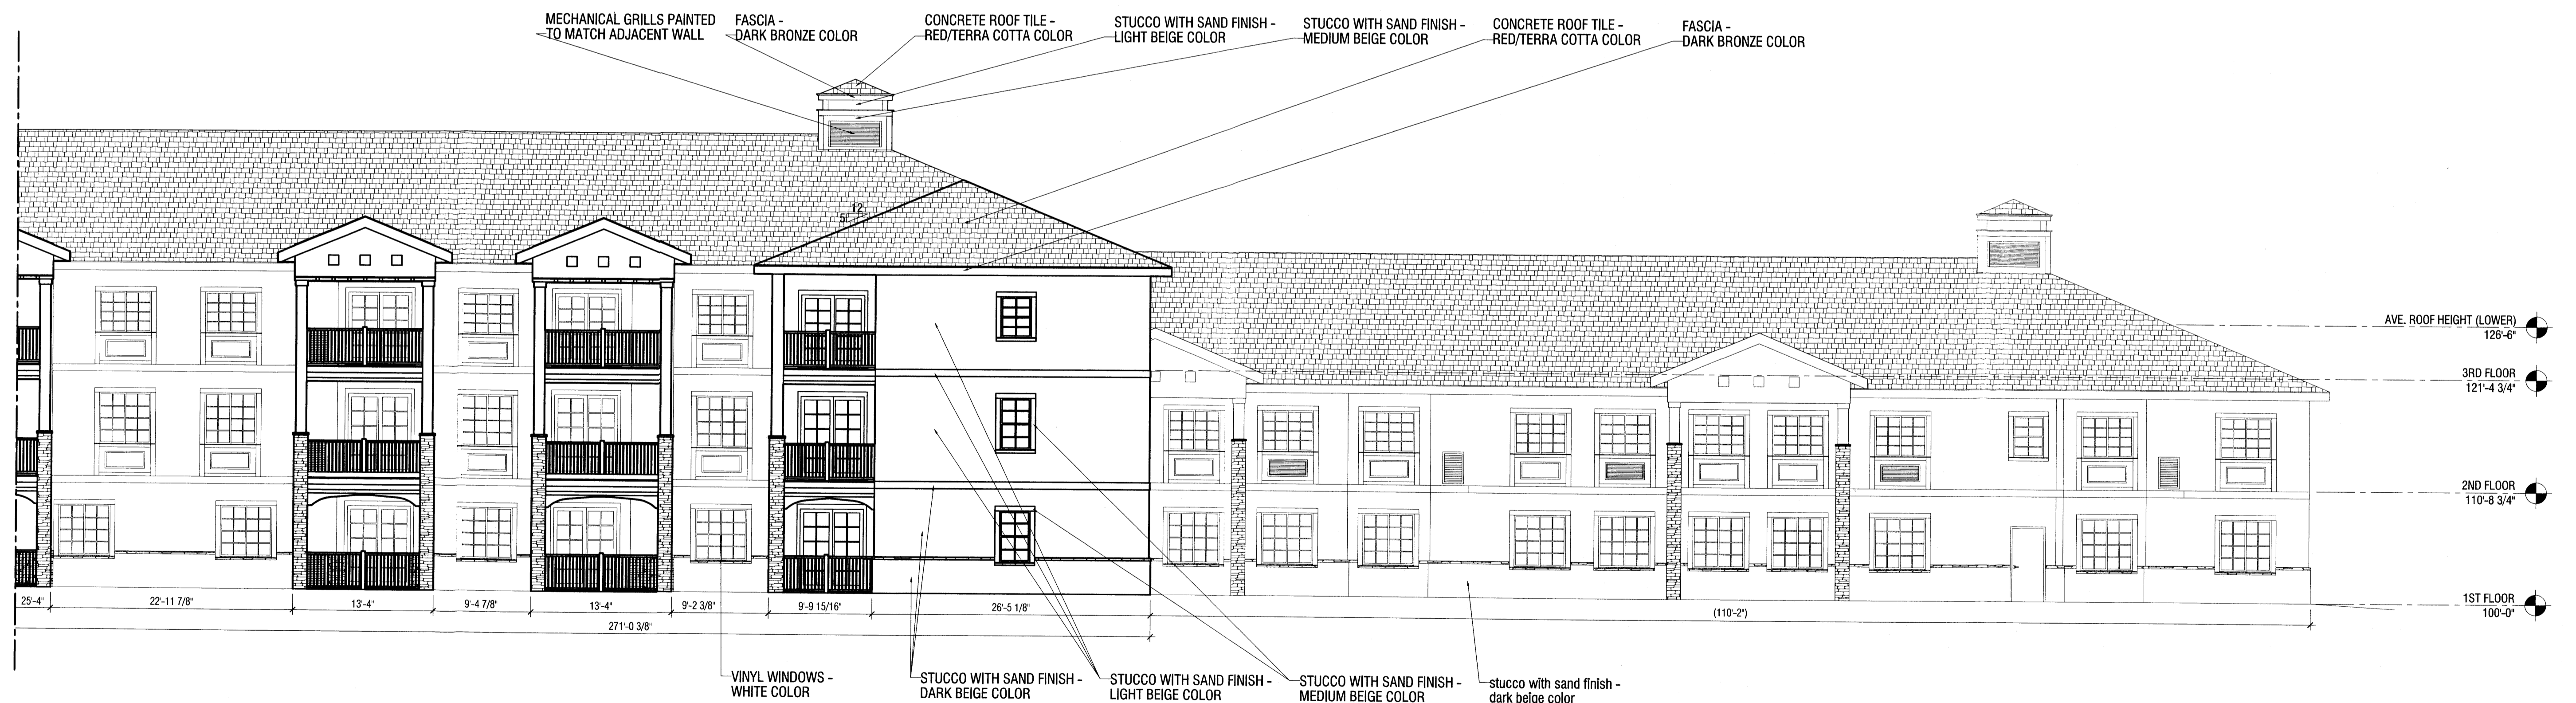 MECHANICAL GRILLS PAINTED
TO MATCH ADJACENT WALL
FASCIA -
DARK BRONZE COLOR
CONCRETE ROOF TILE -
RED/TERRA COTTA COLOR
STUCCO WITH SAND FINISH -
LIGHT BEIGE COLOR
STUCCO WITH SAND FINISH -
MEDIUM BEIGE COLOR
CONCRETE ROOF TILE -
RED/TERRA COTTA COLOR
FASCIA -
DARK BRONZE COLOR
12
5
AVE. ROOF HEIGHT (LOWER)
126'-6"
3RD FLOOR
121'-4 3/4"
2ND FLOOR
110'-8 3/4"
1ST FLOOR
100'-0"
25'-4"
22'-11 7/8"
13'-4"
9'-4 7/8"
13'-4"
9'-2 3/8"
9'-9 15/16"
26'-5 1/8"
(110'-2")
271'-0 3/8"
VINYL WINDOWS -
WHITE COLOR
STUCCO WITH SAND FINISH -
DARK BEIGE COLOR
STUCCO WITH SAND FINISH -
LIGHT BEIGE COLOR
STUCCO WITH SAND FINISH -
MEDIUM BEIGE COLOR
stucco with sand finish -
dark beige color